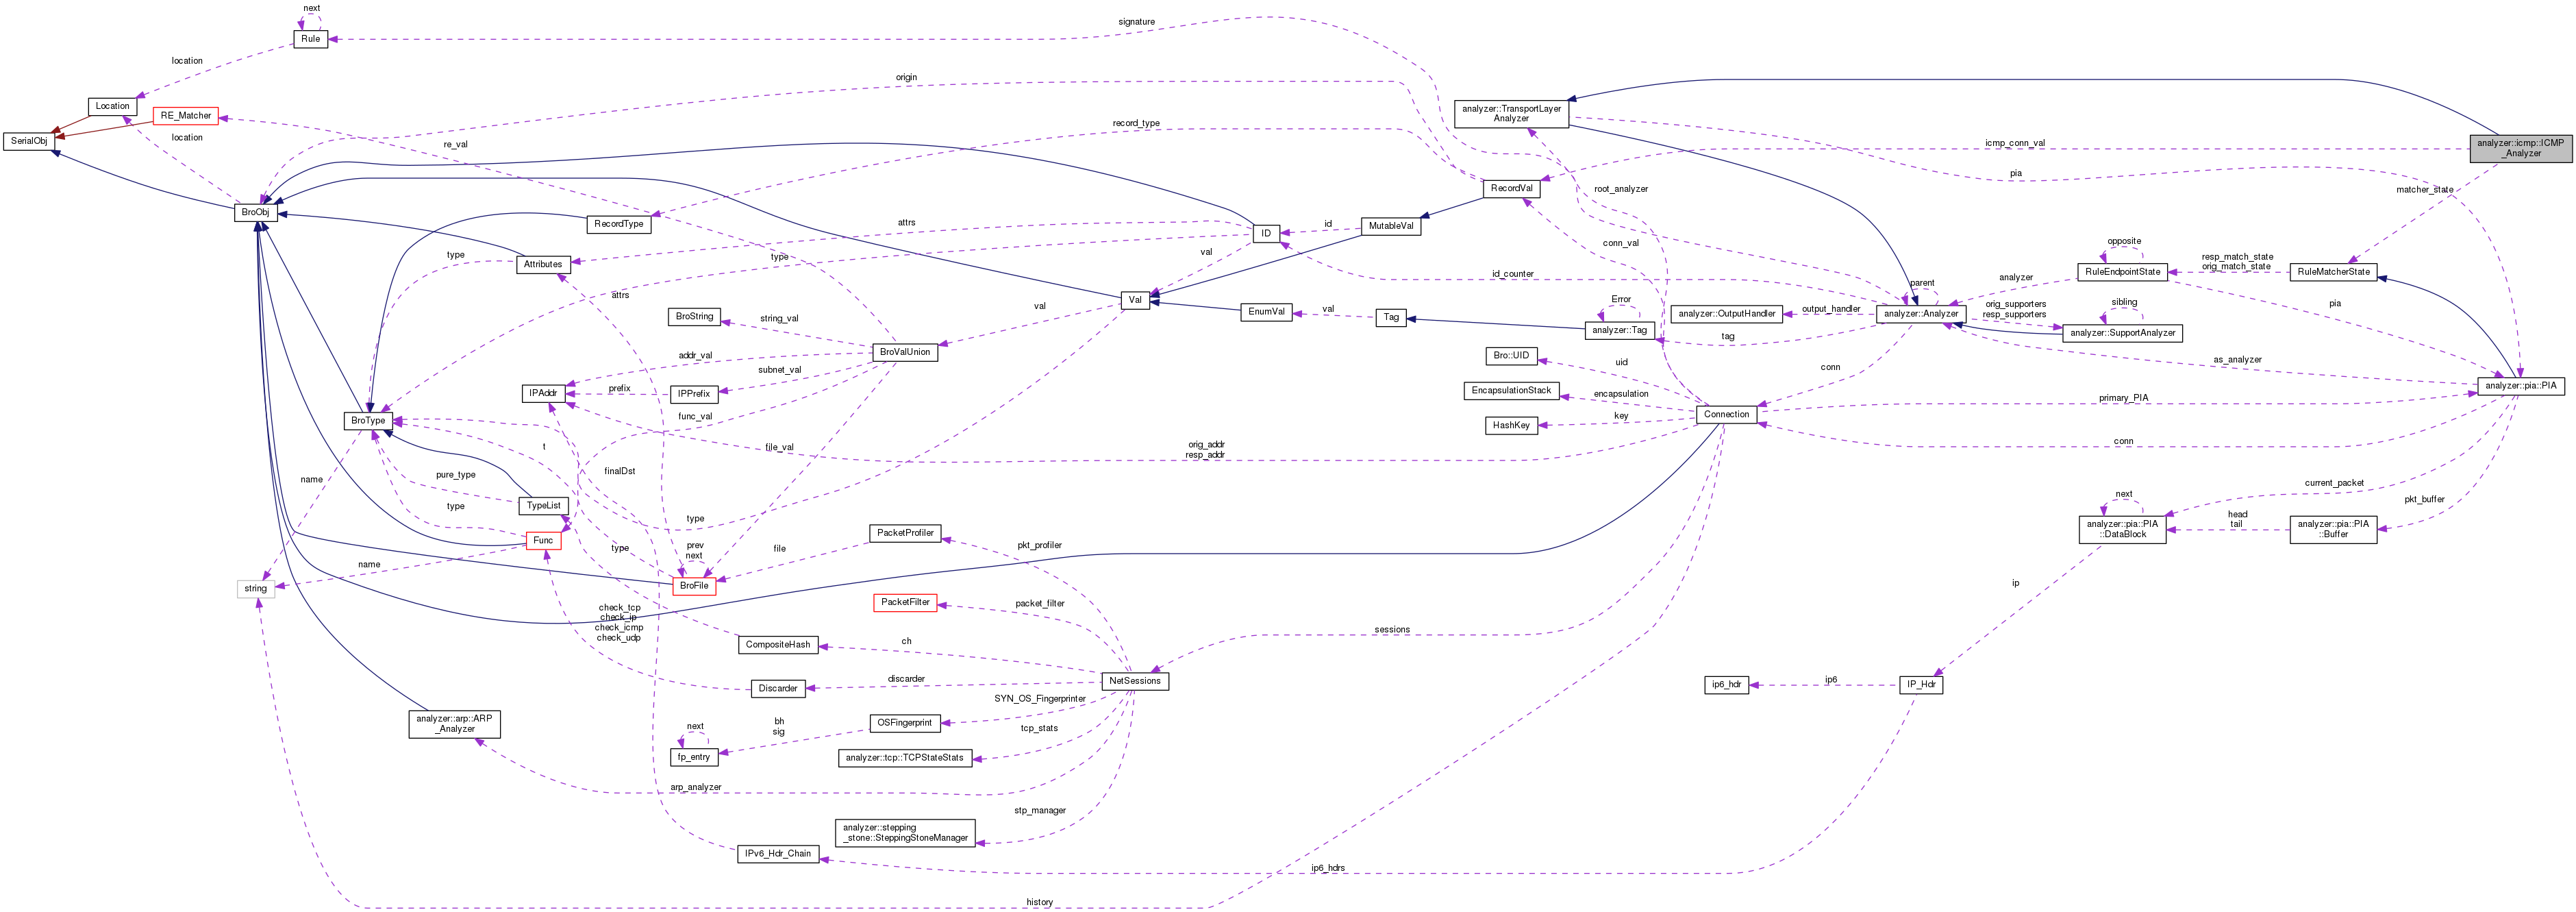 next
signature
Rule
location
origin
Location
RE_Matcher
analyzer::TransportLayer
Analyzer
record_type
SerialObj
location
re_val
icmp_conn_val
analyzer::icmp::ICMP
_Analyzer
pia
RecordVal
root_analyzer
matcher_state
BroObj
RecordType
attrs
id
MutableVal
ID
conn_val
opposite
type
val
type
Attributes
id_counter
analyzer
resp_match_state
orig_match_state
RuleEndpointState
RuleMatcherState
parent
attrs
val
Val
EnumVal
val
Tag
Error
analyzer::Tag
analyzer::OutputHandler
output_handler
analyzer::Analyzer
orig_supporters
resp_supporters
sibling
analyzer::SupportAnalyzer
pia
BroString
string_val
tag
addr_val
BroValUnion
Bro::UID
uid
conn
as_analyzer
subnet_val
IPAddr
prefix
IPPrefix
EncapsulationStack
encapsulation
analyzer::pia::PIA
primary_PIA
BroType
func_val
HashKey
key
Connection
t
file_val
orig_addr
resp_addr
conn
name
pure_type
finalDst
current_packet
pkt_buffer
TypeList
type
type
next
head
tail
analyzer::pia::PIA
::DataBlock
analyzer::pia::PIA
::Buffer
Func
PacketProfiler
type
prev
next
file
pkt_profiler
name
string
BroFile
ip
PacketFilter
packet_filter
check_tcp
check_ip
check_icmp
check_udp
sessions
CompositeHash
ch
Discarder
discarder
NetSessions
ip6_hdr
ip6
IP_Hdr
SYN_OS_Fingerprinter
analyzer::arp::ARP
_Analyzer
bh
sig
OSFingerprint
tcp_stats
next
fp_entry
analyzer::tcp::TCPStateStats
arp_analyzer
stp_manager
analyzer::stepping
_stone::SteppingStoneManager
IPv6_Hdr_Chain
ip6_hdrs
history